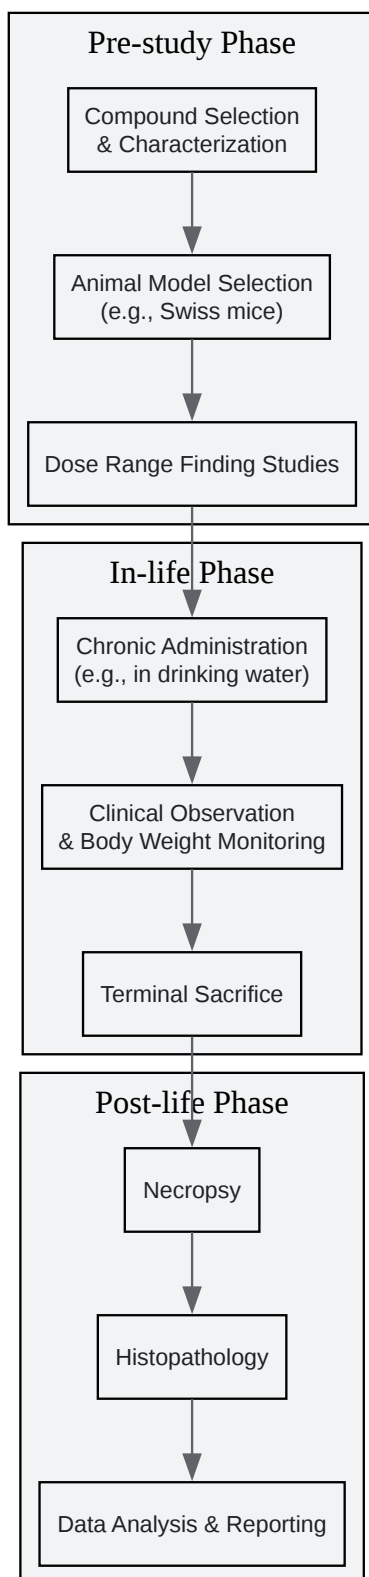 Pre-study Phase
Compound Selection
& Characterization
Animal Model Selection
(e.g., Swiss mice)
Dose Range Finding Studies
In-life Phase
Chronic Administration
(e.g., in drinking water)
Clinical Observation
& Body Weight Monitoring
Terminal Sacrifice
Post-life Phase
Necropsy
Histopathology
Data Analysis & Reporting